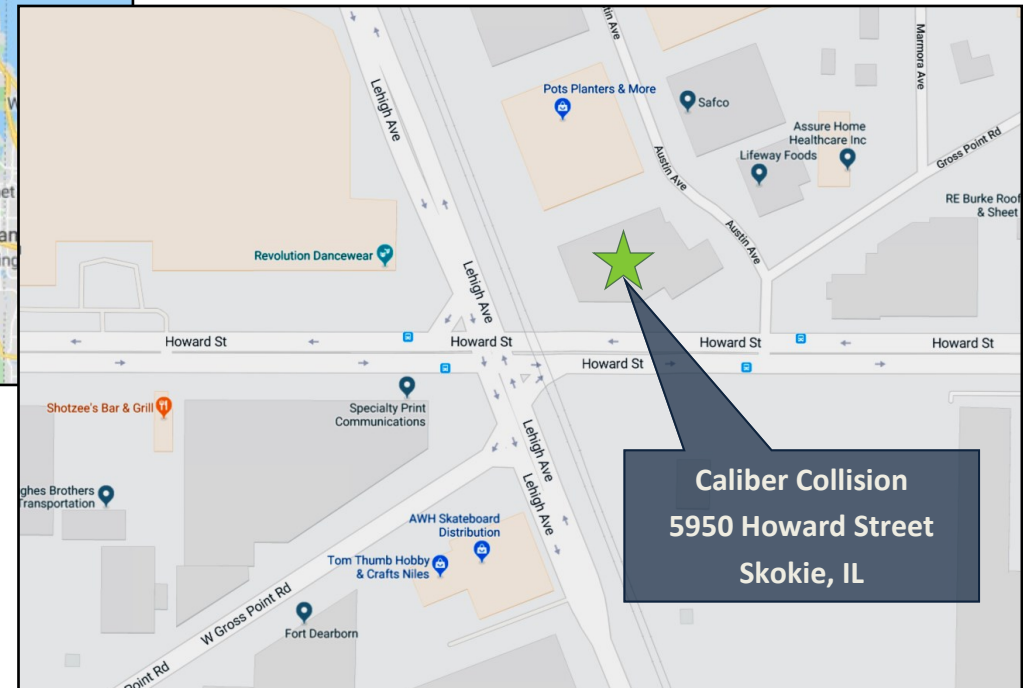 tin Ave
Marmora Ave
Lehigh Ave
Pots Planters & More
Safco
Assure Home
Healthcare Inc
Lifeway Foods
Gross Point Rd
Austin Ave
RE Burke Roof
& Sheet
Austin Ave
Revolution Dancewear
Lehigh Ave
Howard St
Howard St
Howard St
Howard St
Howard St
Shotzee's Bar & Grill
Specialty Print
Communications
Lehigh Ave
Lehigh Ave
ghes Brothers
Transportation
AWH Skateboard
Distribution
Tom Thumb Hobby
& Crafts Niles
W Gross Point Rd
Fort Dearborn
Point Rd
Caliber Collision
5950 Howard Street
Skokie, IL